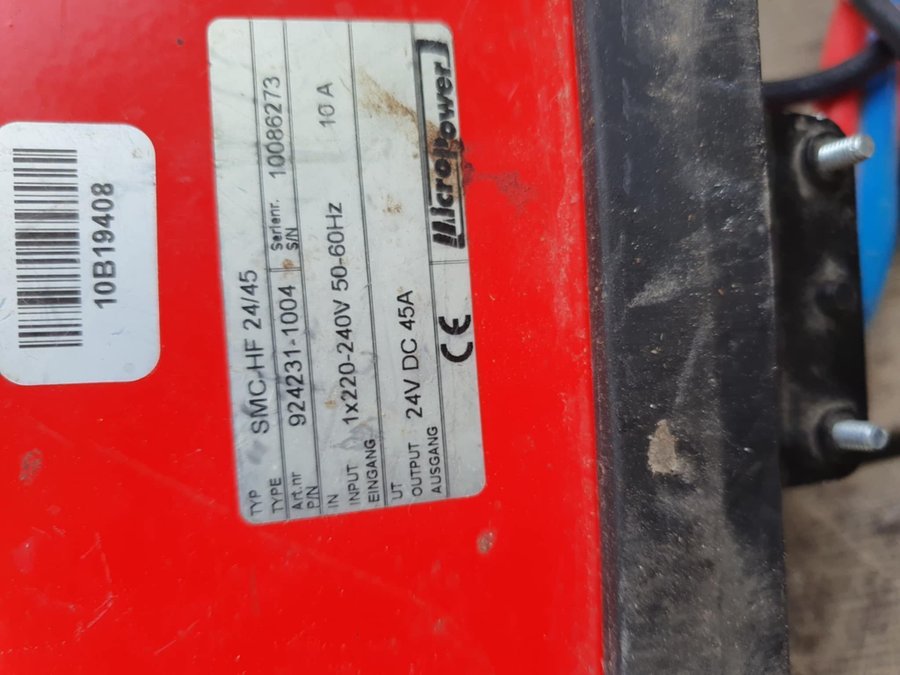 10B19408
TYP
TYPE SMC-HF 24/45
Art.nr Serienr.
P/N 924231-1004 S/N 10086273
IN
INPUT 1x220-240V 50-60Hz 10 A
EINGANG
UT
OUTPUT 24V DC 45A
AUSGANG
CE Micropower